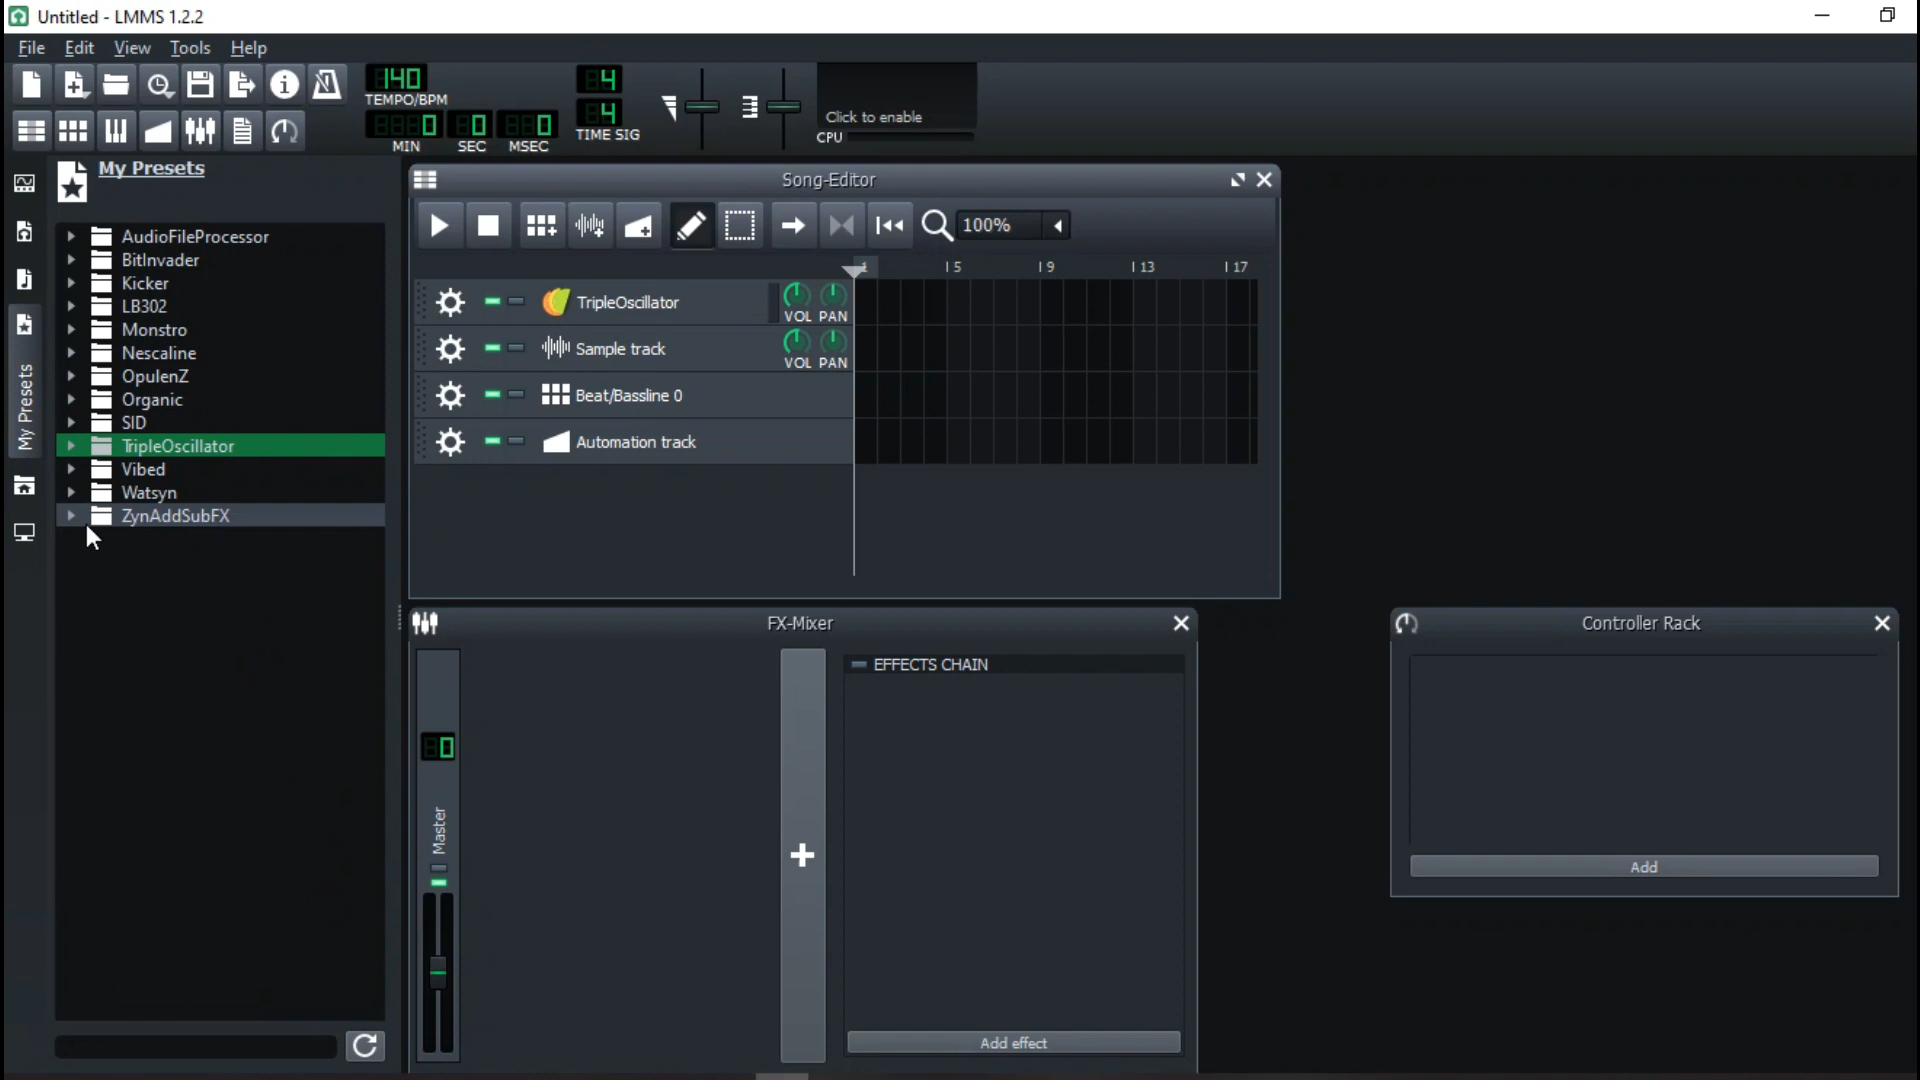 Untitled - LMMS 1.2.2
File Edit View Tools Help
140
TEMPO/BPM
4
4
TIME SIG
0 0 0
MIN SEC MSEC
Click to enable
CPU
My Presets
My Presets
AudioFileProcessor
BitInvader
Kicker
LB302
Monstro
Nescaline
OpulenZ
Organic
SID
TripleOscillator
Vibed
Watsyn
ZynAddSubFX
Song-Editor
100%
1 5 9 13 17
TripleOscillator
VOL PAN
Sample track
VOL PAN
Beat/Bassline 0
Automation track
FX-Mixer
0
Master
EFFECTS CHAIN
Add effect
Controller Rack
Add